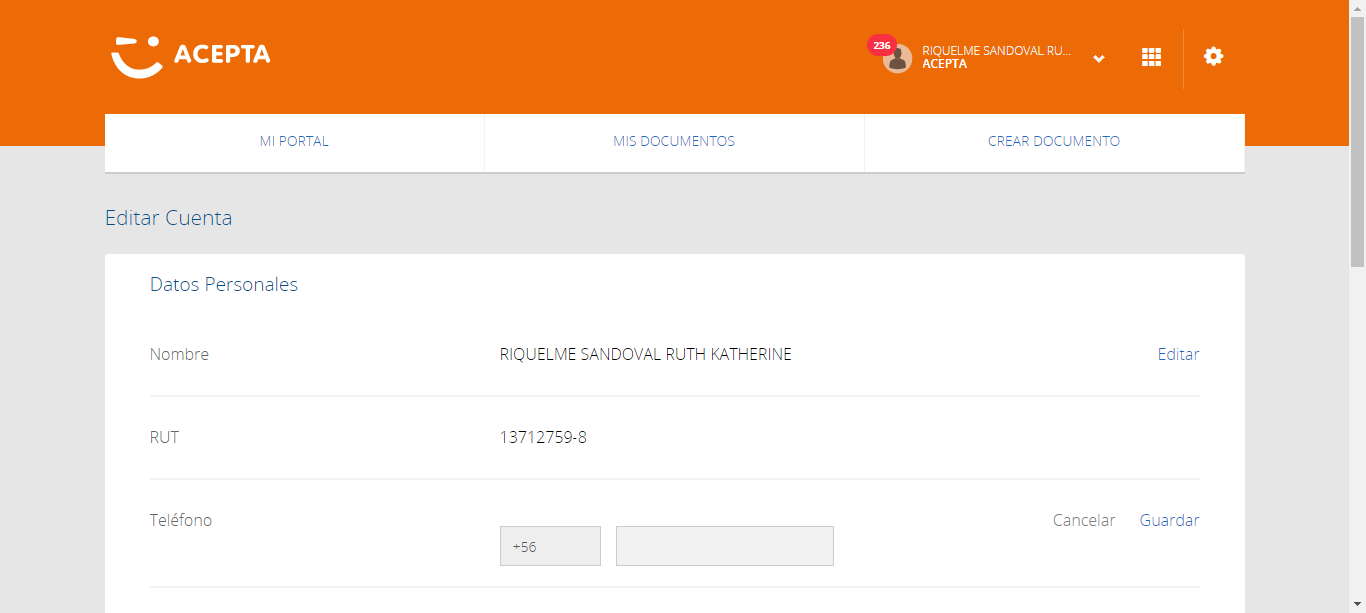 ACEPTA
236
RIQUELME SANDOVAL RU...
ACEPTA
MI PORTAL
MIS DOCUMENTOS
CREAR DOCUMENTO
Editar Cuenta
Datos Personales
Nombre
RIQUELME SANDOVAL RUTH KATHERINE
Editar
RUT
13712759-8
Teléfono
Cancelar
Guardar
+56